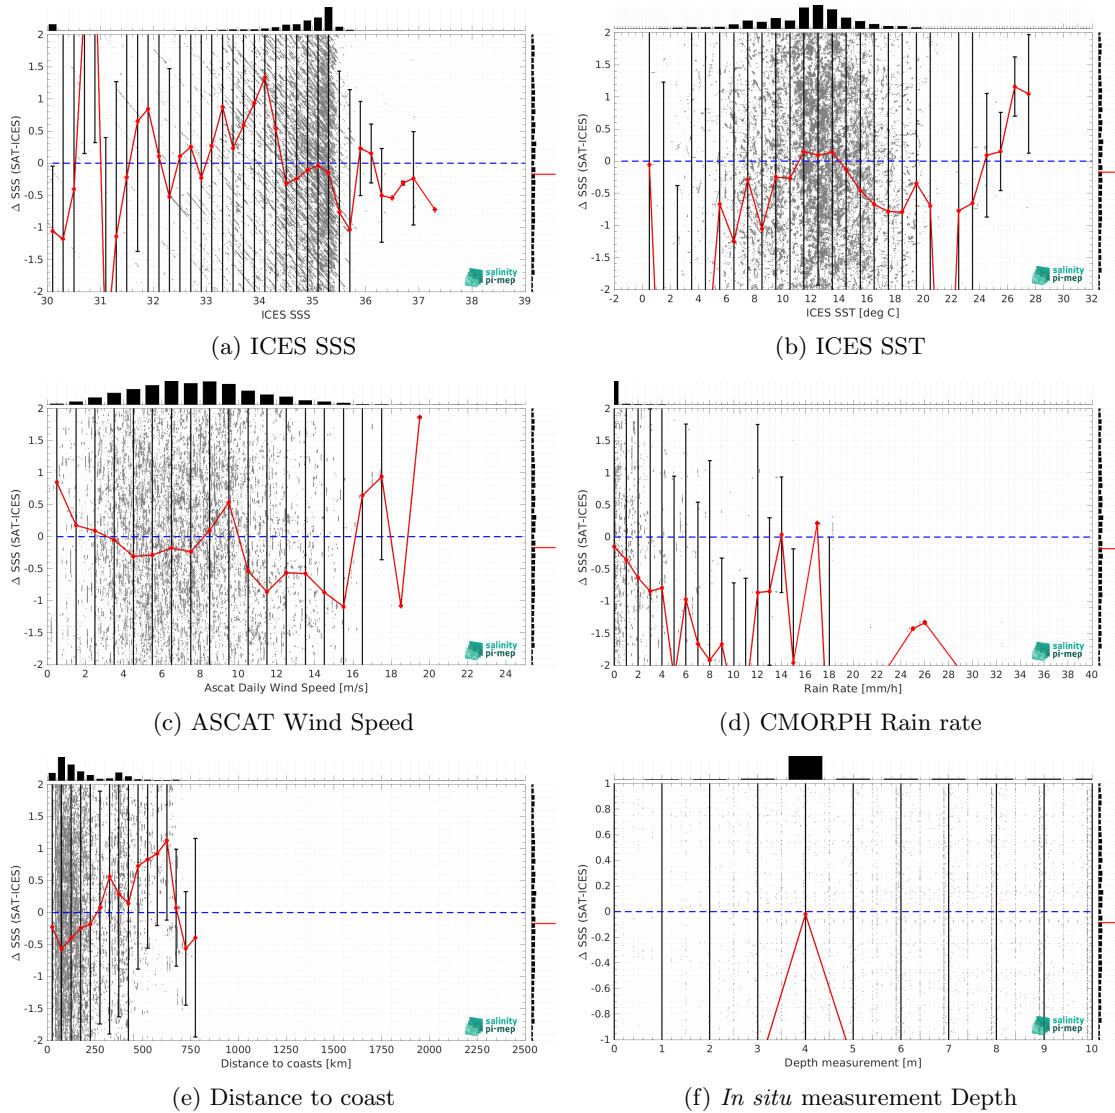 2
1.5
1
0.5
0
-0.5
-1
-1.5
-2
Δ SSS (SAT-ICES)
30 31 32 33 34 35 36 37 38 39
ICES SSS
salinity
pi-mep
(a) ICES SSS
2
1.5
1
0.5
0
-0.5
-1
-1.5
-2
Δ SSS (SAT-ICES)
-2 0 2 4 6 8 10 12 14 16 18 20 22 24 26 28 30 32
ICES SST [deg C]
salinity
pi-mep
(b) ICES SST
2
1.5
1
0.5
0
-0.5
-1
-1.5
-2
Δ SSS (SAT-ICES)
0 2 4 6 8 10 12 14 16 18 20 22 24
Ascat Daily Wind Speed [m/s]
salinity
pi-mep
(c) ASCAT Wind Speed
2
1.5
1
0.5
0
-0.5
-1
-1.5
-2
Δ SSS (SAT-ICES)
0 2 4 6 8 10 12 14 16 18 20 22 24 26 28 30 32 34 36 38 40
Rain Rate [mm/h]
salinity
pi-mep
(d) CMORPH Rain rate
2
1.5
1
0.5
0
-0.5
-1
-1.5
-2
Δ SSS (SAT-ICES)
0 250 500 750 1000 1250 1500 1750 2000 2250 2500
Distance to coasts [km]
salinity
pi-mep
(e) Distance to coast
1
0.8
0.6
0.4
0.2
0
-0.2
-0.4
-0.6
-0.8
-1
Δ SSS (SAT-ICES)
0 1 2 3 4 5 6 7 8 9 10
Depth measurement [m]
salinity
pi-mep
(f) In situ measurement Depth